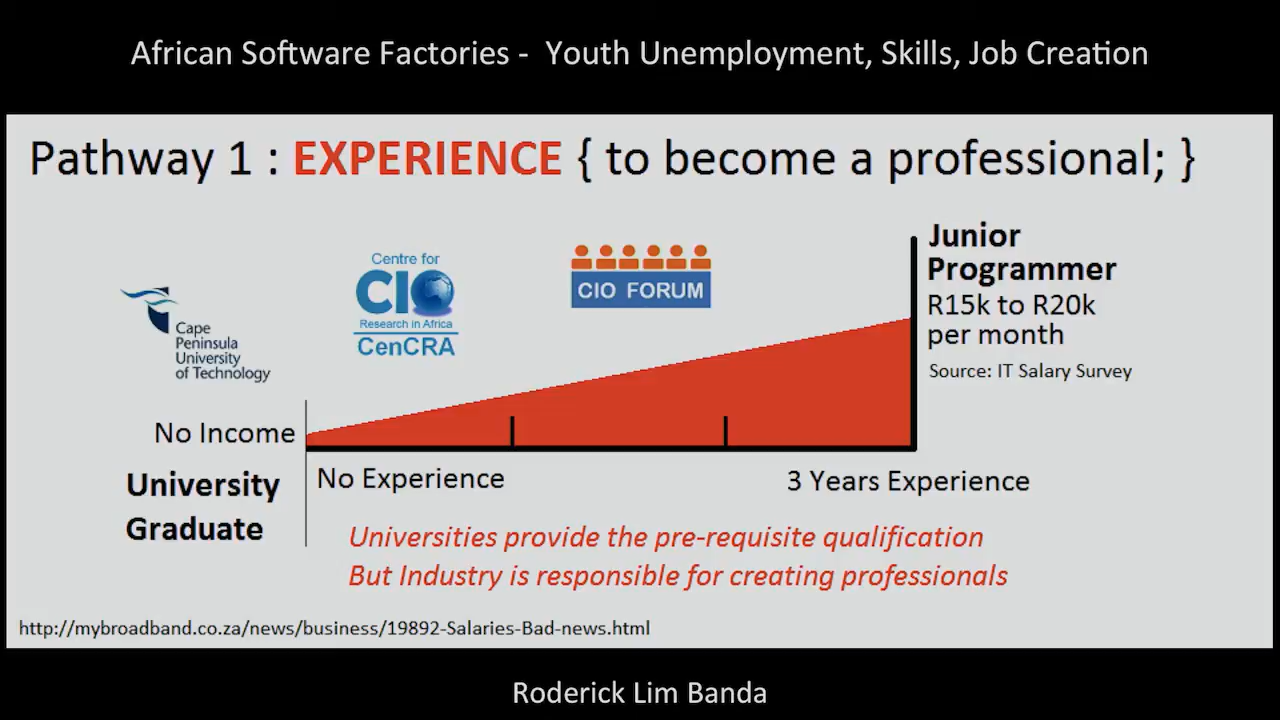 African Software Factories - Youth Unemployment, Skills, Job Creation
Pathway 1 : EXPERIENCE { to become a professional; }
Cape
Peninsula
University
of Technology
Centre for
CIO
Research in Africa
CenCRA
CIO FORUM
Junior
Programmer
R15k to R20k
per month
Source: IT Salary Survey
No Income
University
Graduate
No Experience
3 Years Experience
Universities provide the pre-requisite qualification
But Industry is responsible for creating professionals
http://mybroadband.co.za/news/business/19892-Salaries-Bad-news.html
Roderick Lim Banda